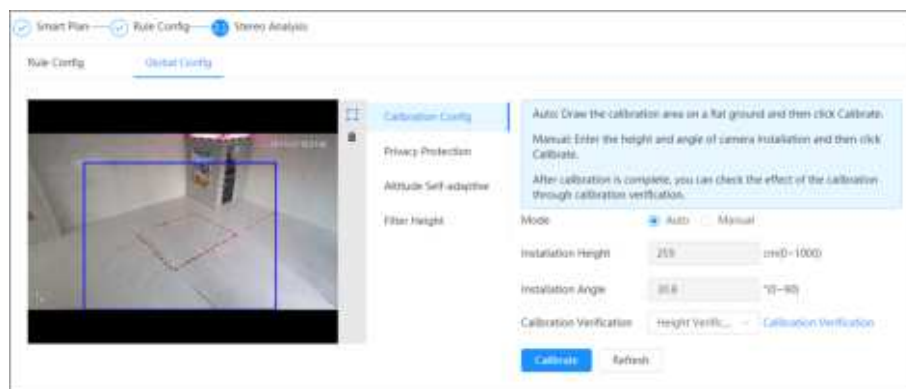 Smart Plan Rule Config Stereo Analysis
Rule Config Global Config
Calibration Config
Privacy Protection
Altitude Self-adaptive
Filter Height
Auto: Draw the calibration area on a flat ground and then click Calibrate.
Manual: Enter the height and angle of camera installation and then click
Calibrate.
After calibration is complete, you can check the effect of the calibration
through calibration verification.
Mode Auto Manual
Installation Height 259 cm(0~1000)
Installation Angle °(0~90)
Calibration Verification Height Verific... Calibration Verification
Calibrate Refresh